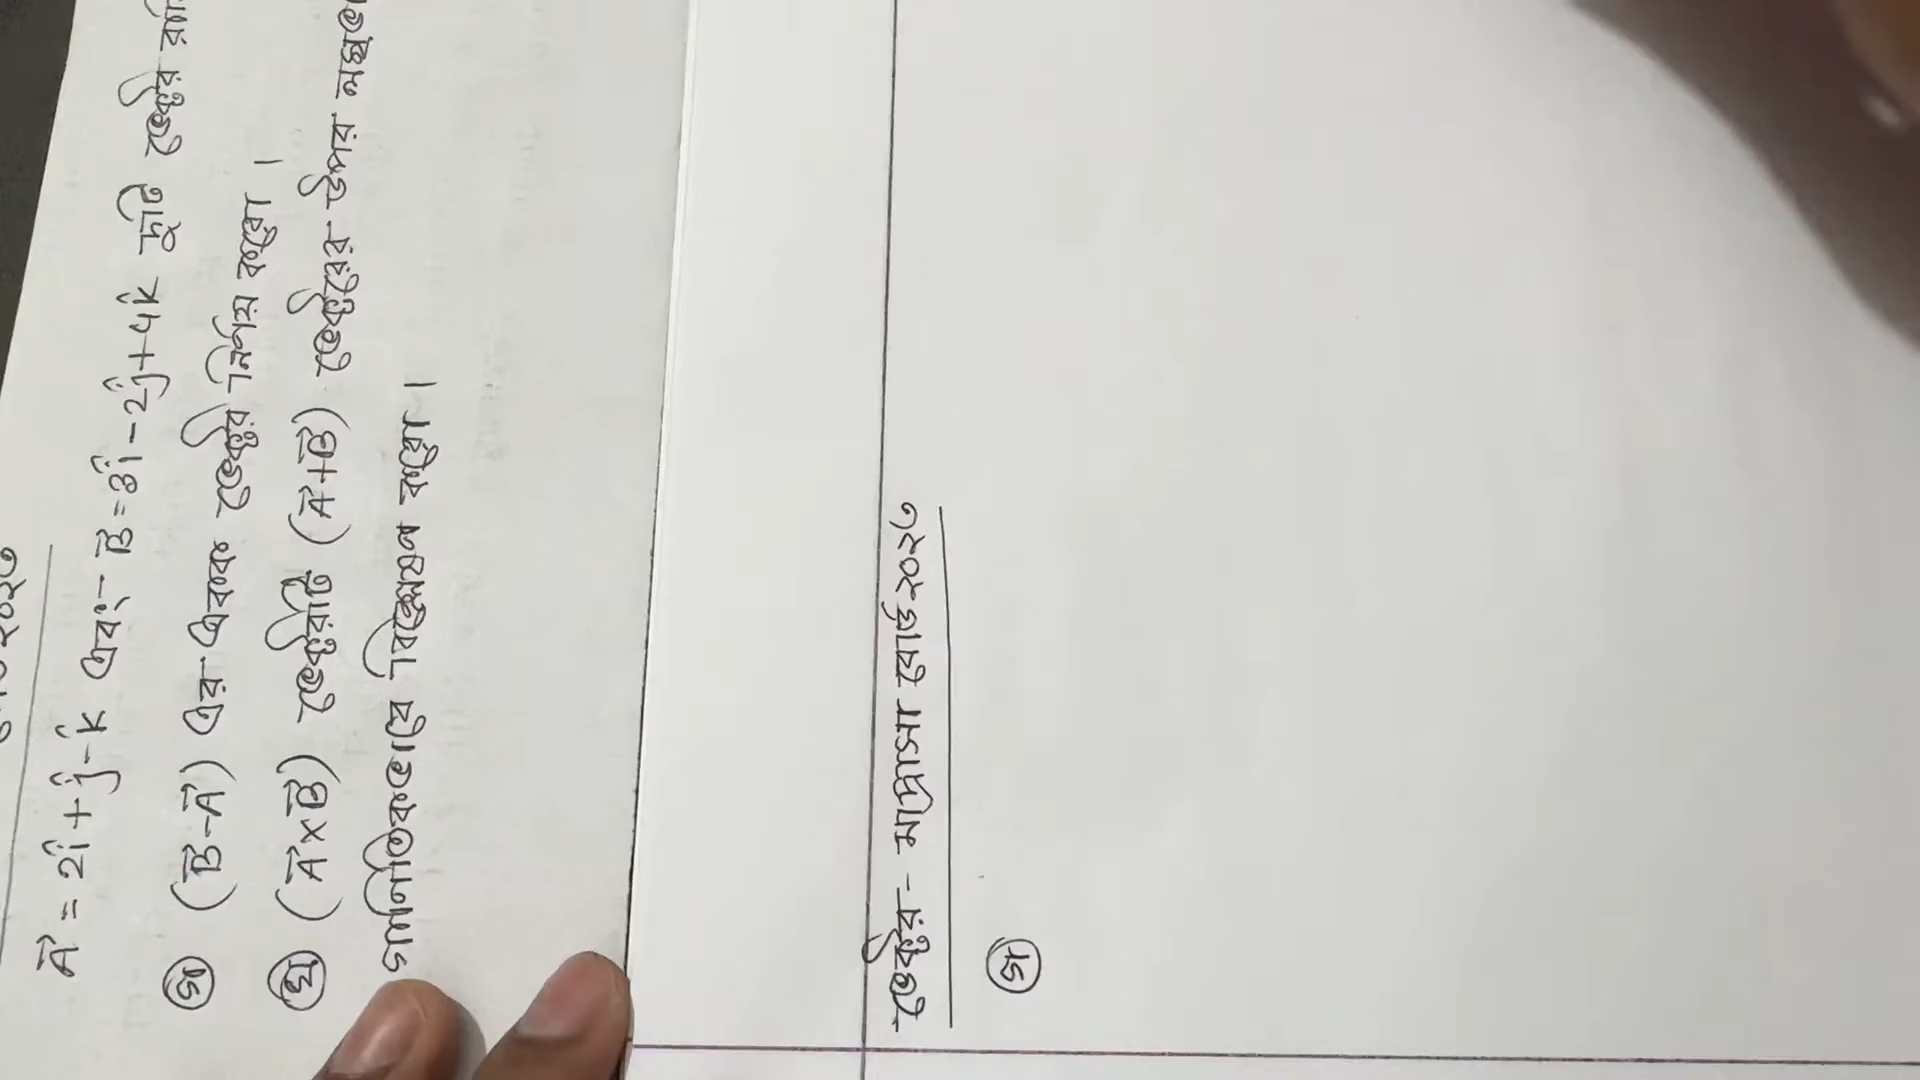 ২০২৩
A⃗ = 2î + ĵ - k̂ এবং B⃗ = 3î - 2ĵ + 4k̂ দুটি ভেক্টর
গ (B⃗ - A⃗) এর একক ভেক্টর নির্ণয় করো।
ঘ (A⃗ × B⃗) ভেক্টরটি (A⃗ + B⃗) ভেক্টরের উপর
গাণিতিকভাবে বিশ্লেষণ করো।
ভেক্টর - মাদ্রাসা বোর্ড ২০২৩
গ